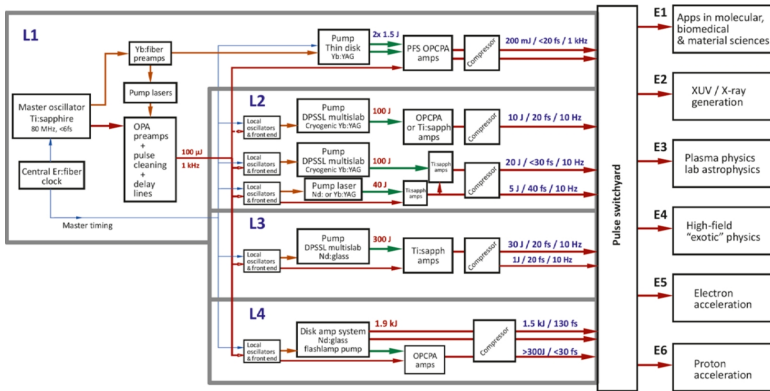 L1
Yb:fiber
preamps
Pump lasers
Master oscillator
Ti:sapphire
80 MHz, <6fs
OPA
preamps
+
pulse
cleaning
+
delay
lines
100 µJ
1 kHz
Central Er:fiber
clock
Master timing
Pump
Thin disk
Yb:YAG
2x 1.5 J
PFS OPCPA
amps
Compressor
200 mJ / <20 fs / 1 kHz
L2
Local
oscillators
& front end
Pump
DPSSL multislab
Cryogenic Yb:YAG
100 J
OPCPA
or Ti:sapph
amps
Compressor
10 J / 20 fs / 10 Hz
Local
oscillators
& front end
Pump
DPSSL multislab
Cryogenic Yb:YAG
100 J
Ti:sapph
amps
Local
oscillators
& front end
Pump laser
Nd: or Yb:YAG
40 J
Ti:sapph
amps
Compressor
20 J / <30 fs / 10 Hz
5 J / 40 fs / 10 Hz
L3
Local
oscillators
& front end
Pump
DPSSL multislab
Nd:glass
300 J
Ti:sapph
amps
Compressor
30 J / 20 fs / 10 Hz
1J / 20 fs / 10 Hz
L4
Local
oscillators
& front end
Disk amp system
Nd:glass
flashlamp pump
1.9 kJ
OPCPA
amps
Compressor
1.5 kJ / 130 fs
>300J / <30 fs
Pulse switchyard
E1
Apps in molecular,
biomedical
& material sciences
E2
XUV / X-ray
generation
E3
Plasma physics
lab astrophysics
E4
High-field
"exotic" physics
E5
Electron
acceleration
E6
Proton
acceleration